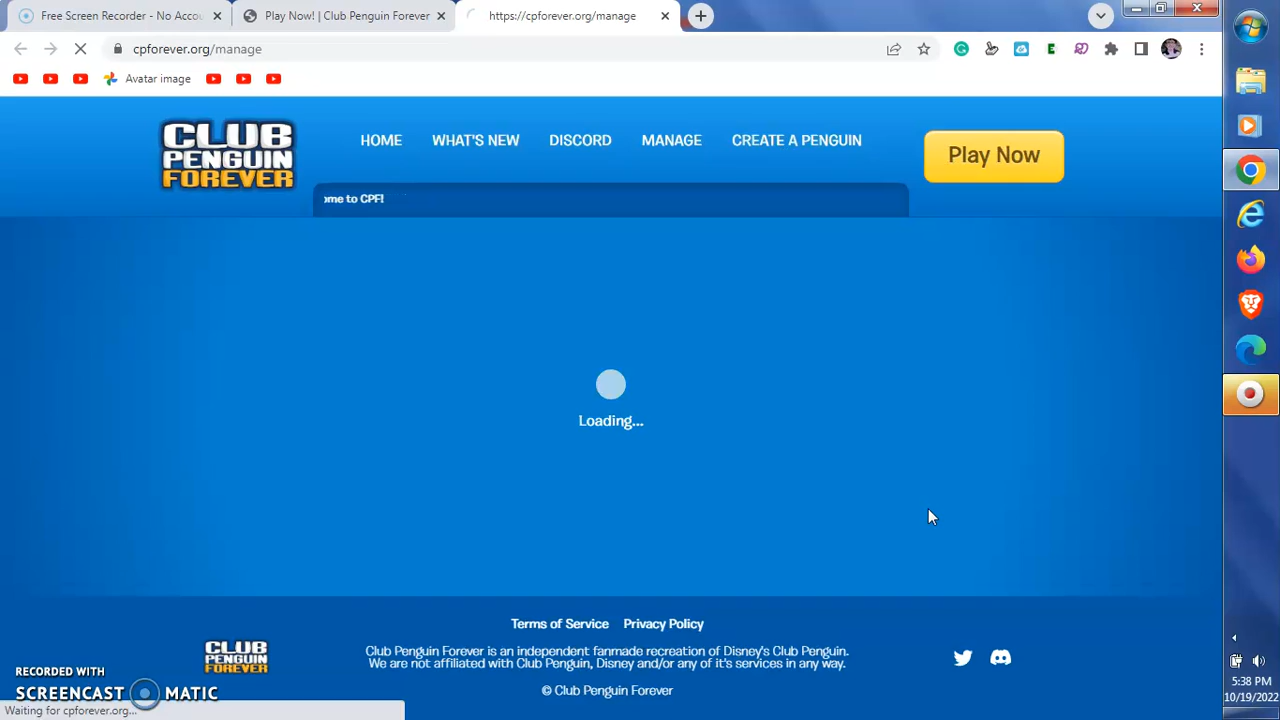 Free Screen Recorder - No Accou
Play Now! | Club Penguin Forever
https://cpforever.org/manage
cpforever.org/manage
Avatar image
CLUB
PENGUIN
FOREVER
HOME
WHAT'S NEW
DISCORD
MANAGE
CREATE A PENGUIN
Play Now
ome to CPF!
Loading...
Terms of Service
Privacy Policy
CLUB
PENGUIN
FOREVER
Club Penguin Forever is an independent fanmade recreation of Disney's Club Penguin.
We are not affiliated with Club Penguin, Disney and/or any of it's services in any way.
© Club Penguin Forever
RECORDED WITH
SCREENCAST MATIC
Waiting for cpforever.org...
5:38 PM
10/19/2022